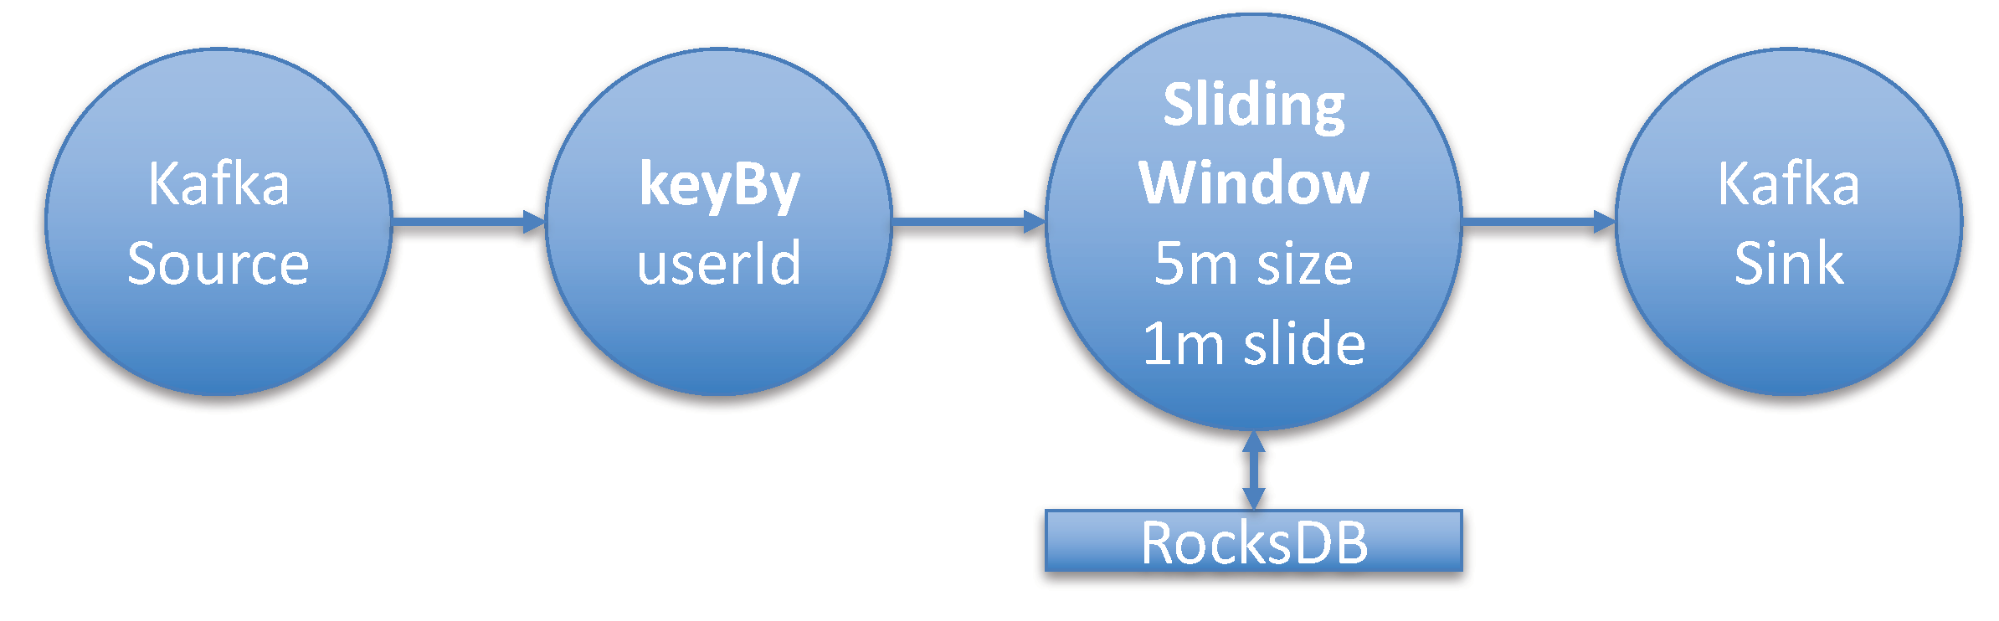 Kafka
Source
keyBy
userId
Sliding
Window
5m size
1m slide
Kafka
Sink
RocksDB